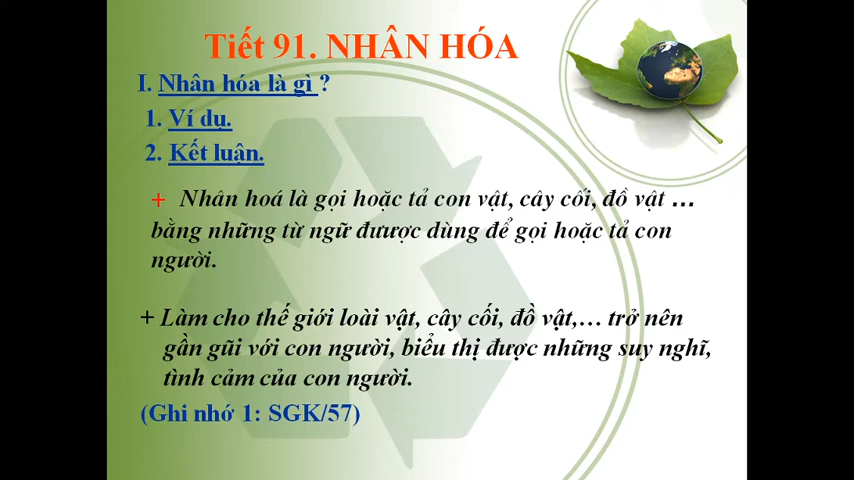 Tiết 91. NHÂN HÓA
I. Nhân hóa là gì ?
1. Ví dụ.
2. Kết luận.
+ Nhân hoá là gọi hoặc tả con vật, cây cối, đồ vật …
bằng những từ ngữ đưược dùng để gọi hoặc tả con
người.
+ Làm cho thế giới loài vật, cây cối, đồ vật,… trở nên
gần gũi với con người, biểu thị được những suy nghĩ,
tình cảm của con người.
(Ghi nhớ 1: SGK/57)